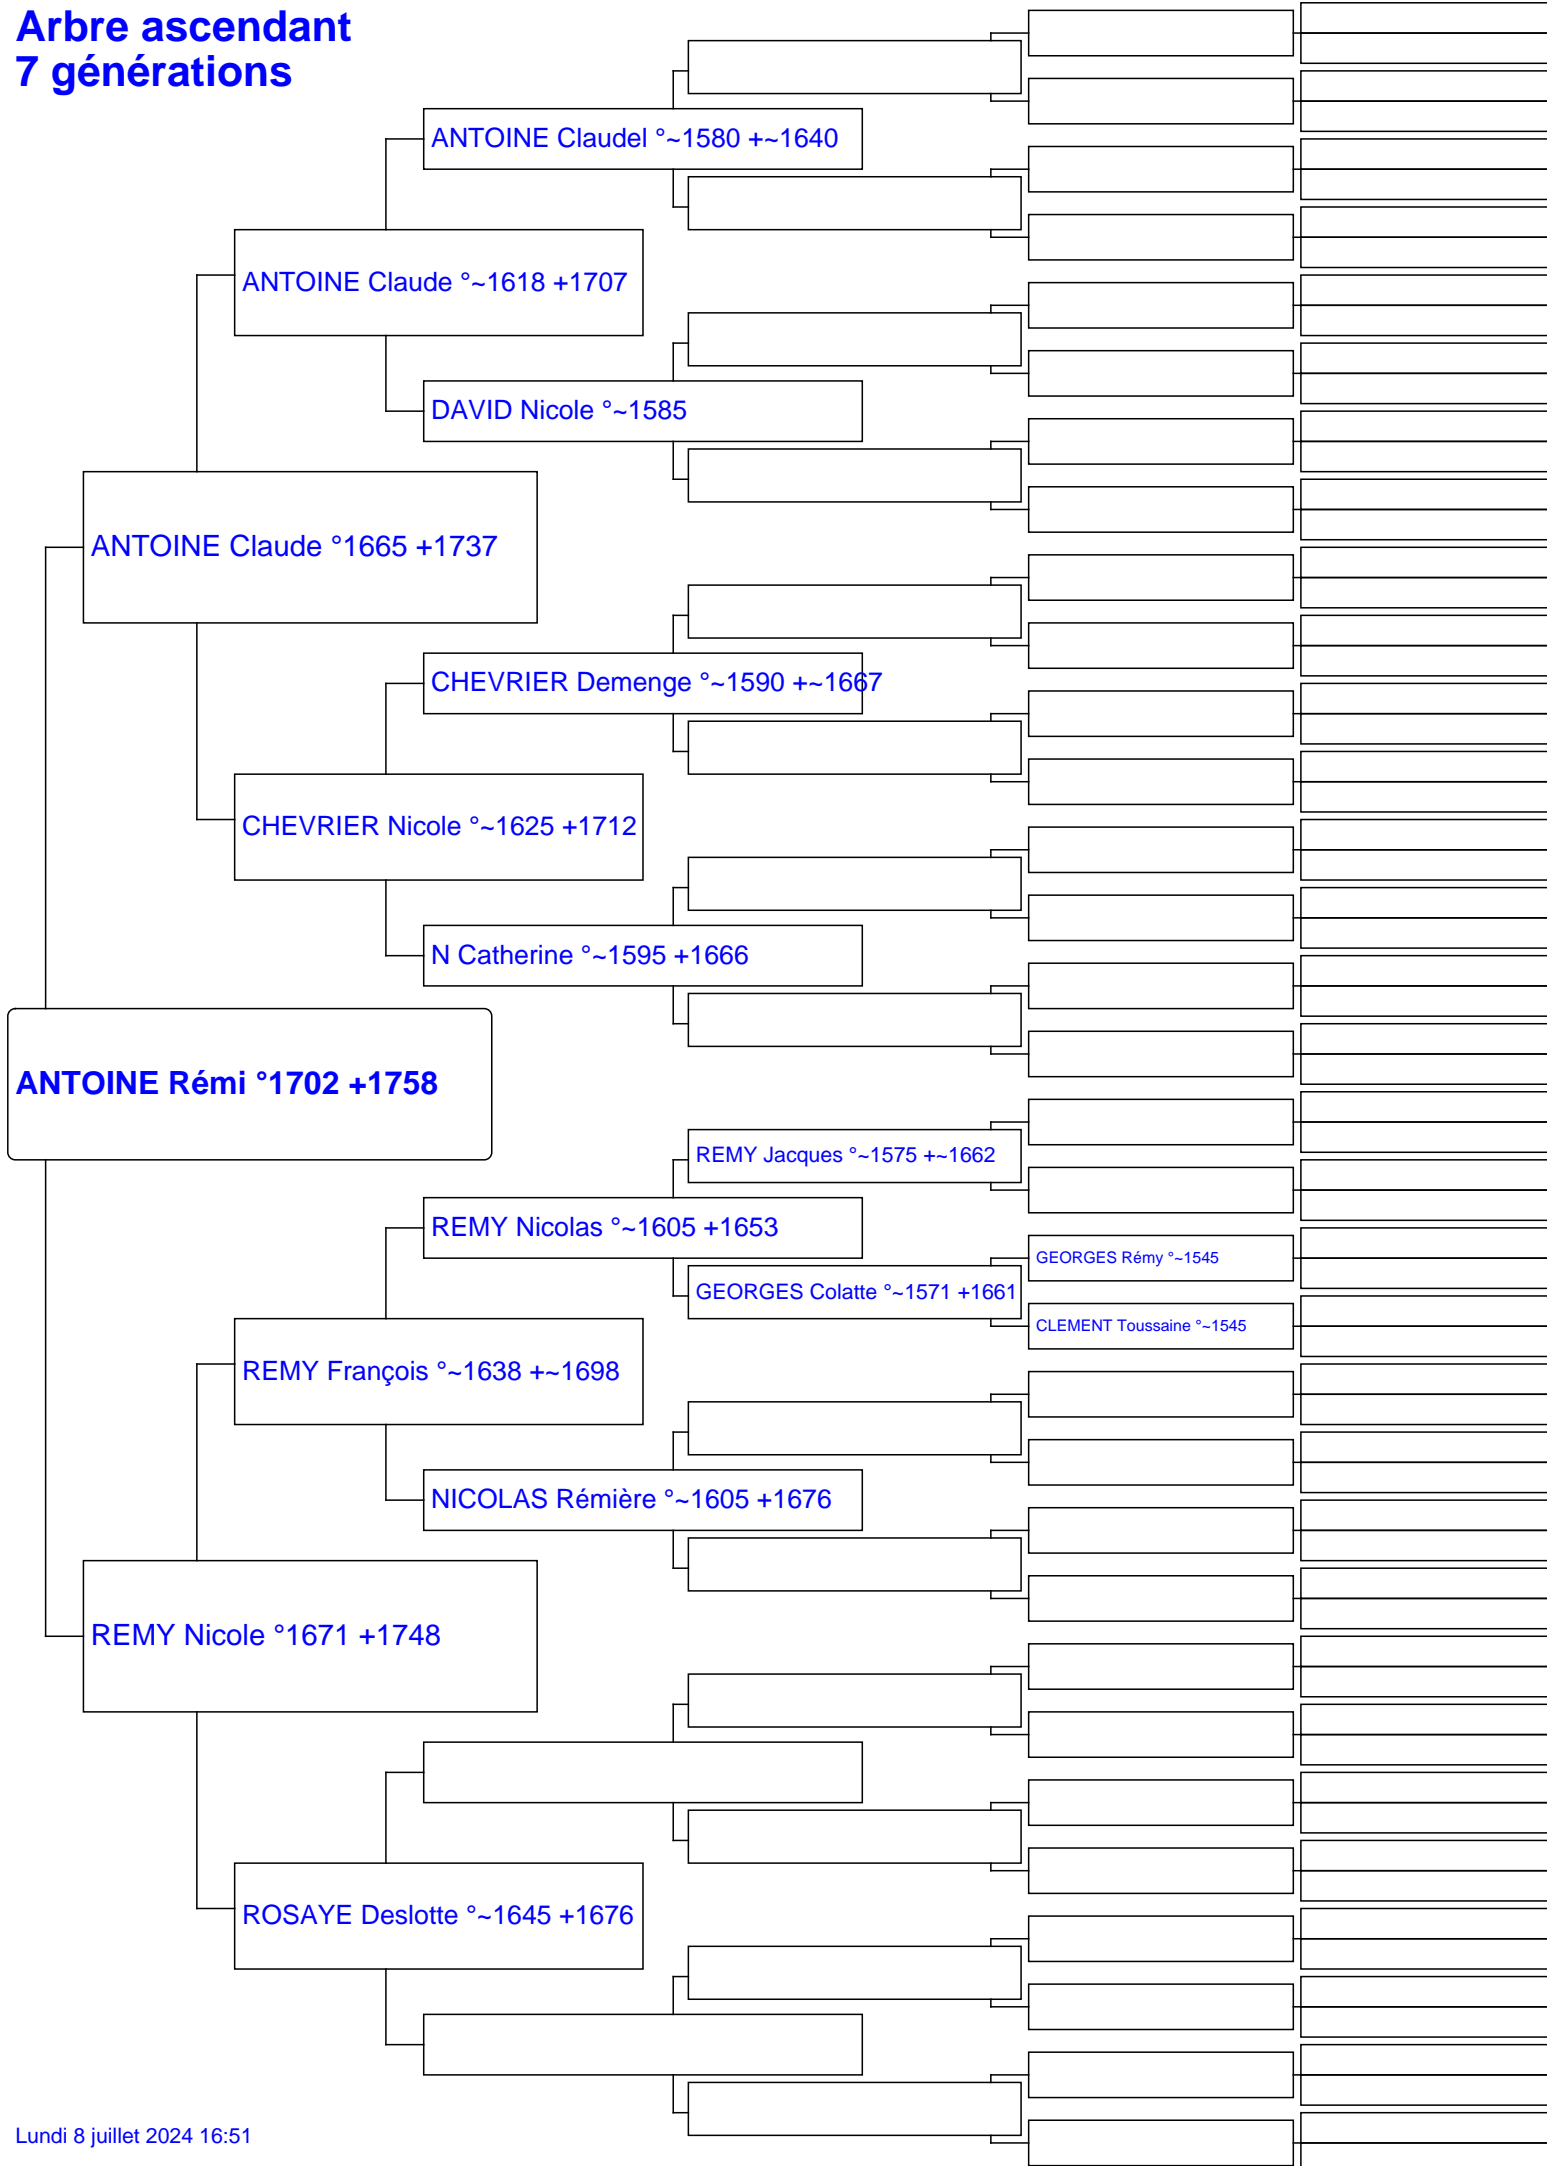 Arbre ascendant
7 générations
ANTOINE Claudel °~1580 +~1640
ANTOINE Claude °~1618 +1707
DAVID Nicole °~1585
ANTOINE Claude °1665 +1737
CHEVRIER Demenge °~1590 +~1667
CHEVRIER Nicole °~1625 +1712
N Catherine °~1595 +1666
ANTOINE Rémi °1702 +1758
REMY Jacques °~1575 +~1662
REMY Nicolas °~1605 +1653
GEORGES Rémy °~1545
GEORGES Colatte °~1571 +1661
CLEMENT Toussaine °~1545
REMY François °~1638 +~1698
NICOLAS Rémière °~1605 +1676
REMY Nicole °1671 +1748
ROSAYE Deslotte °~1645 +1676
Lundi 8 juillet 2024 16:51